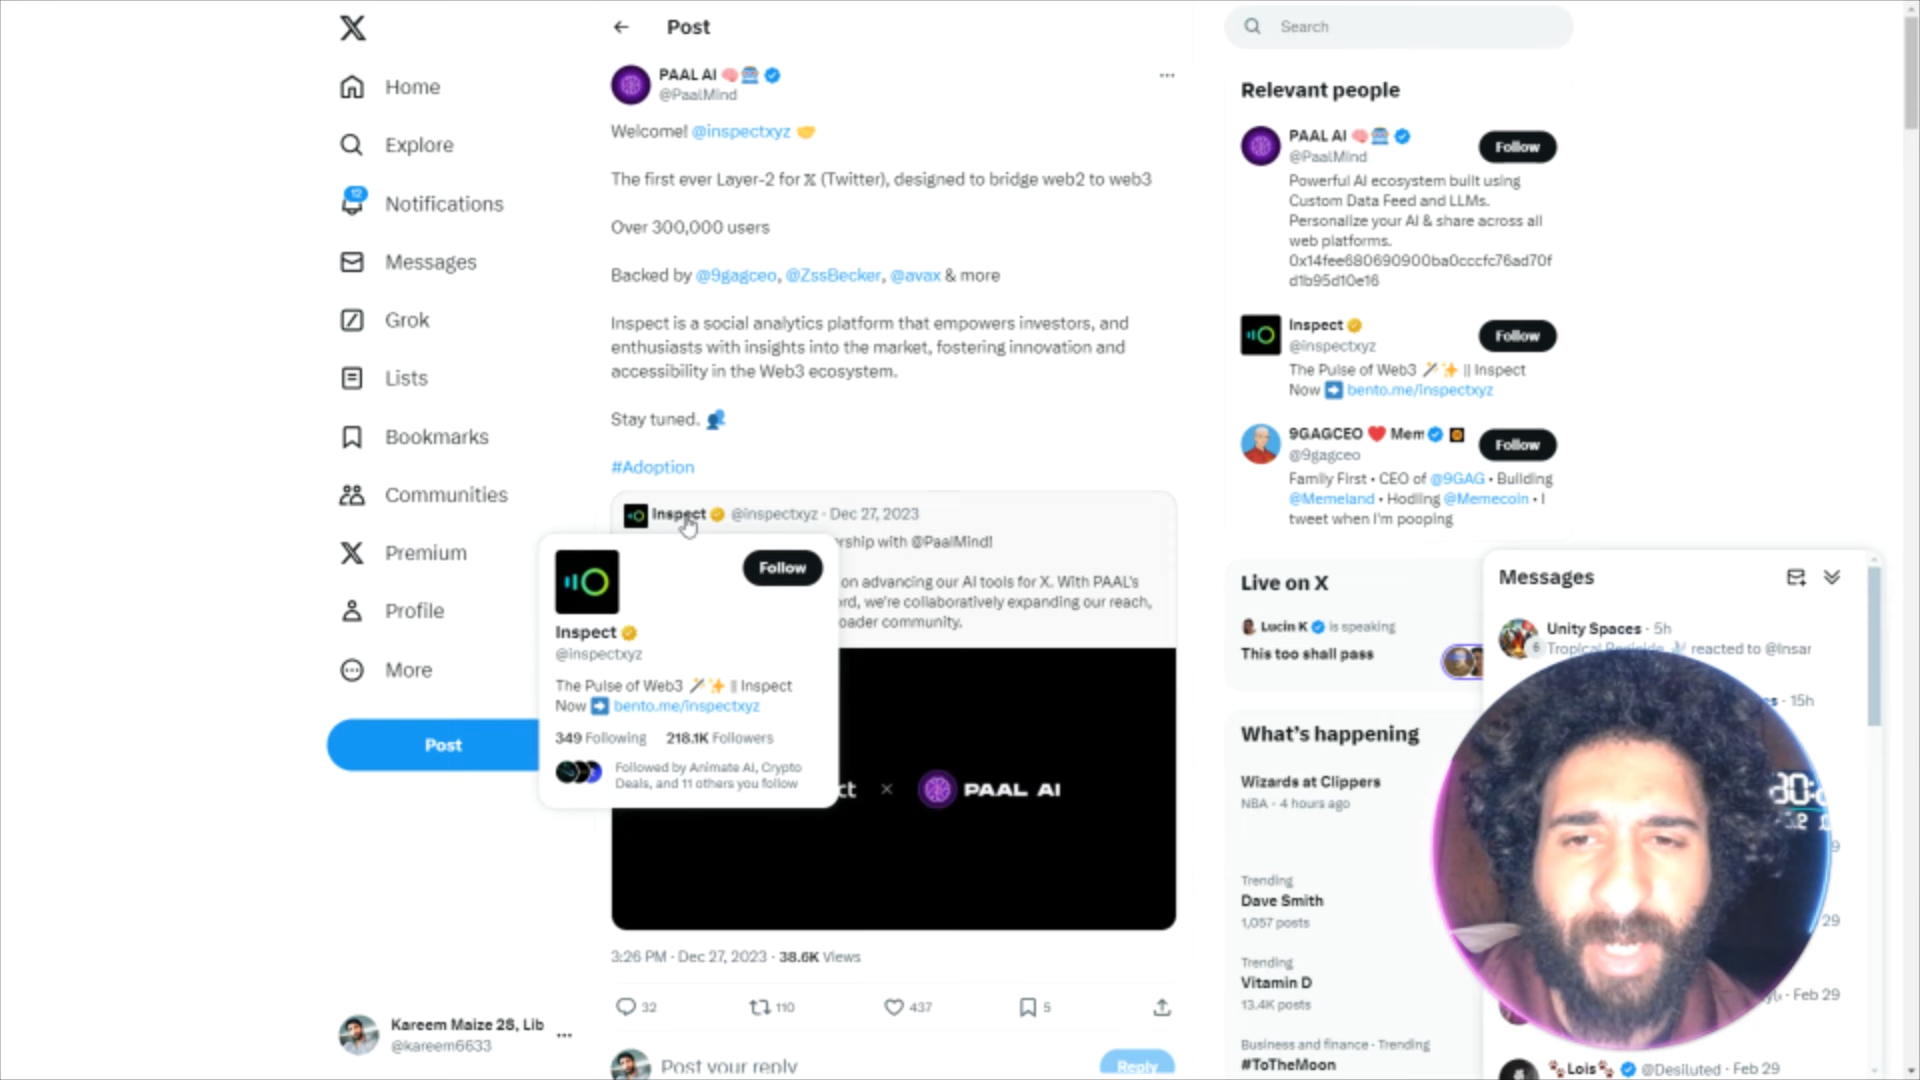 Home
Explore
12
Notifications
Messages
Grok
Lists
Bookmarks
Communities
Premium
Profile
More
Post
Kareem Maize 2S, Lib
@kareem6633
Post
PAAL AI
@PaalMind
Welcome! @inspectxyz
The first ever Layer-2 for X (Twitter), designed to bridge web2 to web3
Over 300,000 users
Backed by @9gagceo, @ZssBecker, @avax & more
Inspect is a social analytics platform that empowers investors, and
enthusiasts with insights into the market, fostering innovation and
accessibility in the Web3 ecosystem.
Stay tuned.
#Adoption
Inspect @inspectxyz · Dec 27, 2023
ership with @PaalMind!
on advancing our AI tools for X. With PAAL's
ord, we're collaboratively expanding our reach,
oader community.
Follow
Inspect
@inspectxyz
The Pulse of Web3 || Inspect
Now bento.me/inspectxyz
349 Following 218.1K Followers
Followed by Animate AI, Crypto
Deals, and 11 others you follow
ct × PAAL AI
3:26 PM · Dec 27, 2023 · 38.6K Views
32 110 437 5
Post your reply
Reply
Search
Relevant people
PAAL AI
@PaalMind
Follow
Powerful AI ecosystem built using
Custom Data Feed and LLMs.
Personalize your AI & share across all
web platforms.
0x14fee680690900ba0cccfc76ad70f
d1b95d10e16
Inspect
@inspectxyz
Follow
The Pulse of Web3 || Inspect
Now bento.me/inspectxyz
9GAGCEO Mem
@9gagceo
Follow
Family First • CEO of @9GAG • Building
@Memeland • Hodling @Memecoin • I
tweet when I'm pooping
Live on X
Lucin K is speaking
This too shall pass
What's happening
Wizards at Clippers
NBA · 4 hours ago
Trending
Dave Smith
1,057 posts
Trending
Vitamin D
13.4K posts
Business and finance · Trending
#ToTheMoon
Messages
Unity Spaces · 5h
6
reacted to @Insar
· 15h
29
· Feb 29
Lois @Desiluted · Feb 29